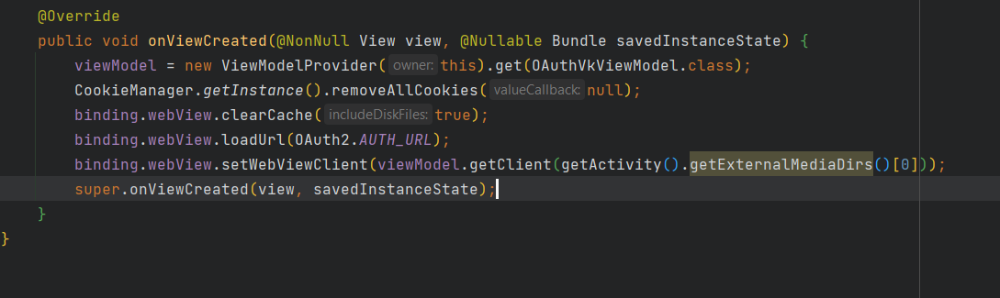 @Override
public void onViewCreated(@NonNull View view, @Nullable Bundle savedInstanceState) {
viewModel = new ViewModelProvider( owner: this).get(OAuthVkViewModel.class);
CookieManager.getInstance().removeAllCookies( valueCallback: null);
binding.webView.clearCache( includeDiskFiles: true);
binding.webView.loadUrl(OAuth2.AUTH_URL);
binding.webView.setWebViewClient(viewModel.getClient(getActivity().getExternalMediaDirs()[0]));
super.onViewCreated(view, savedInstanceState);
}
}